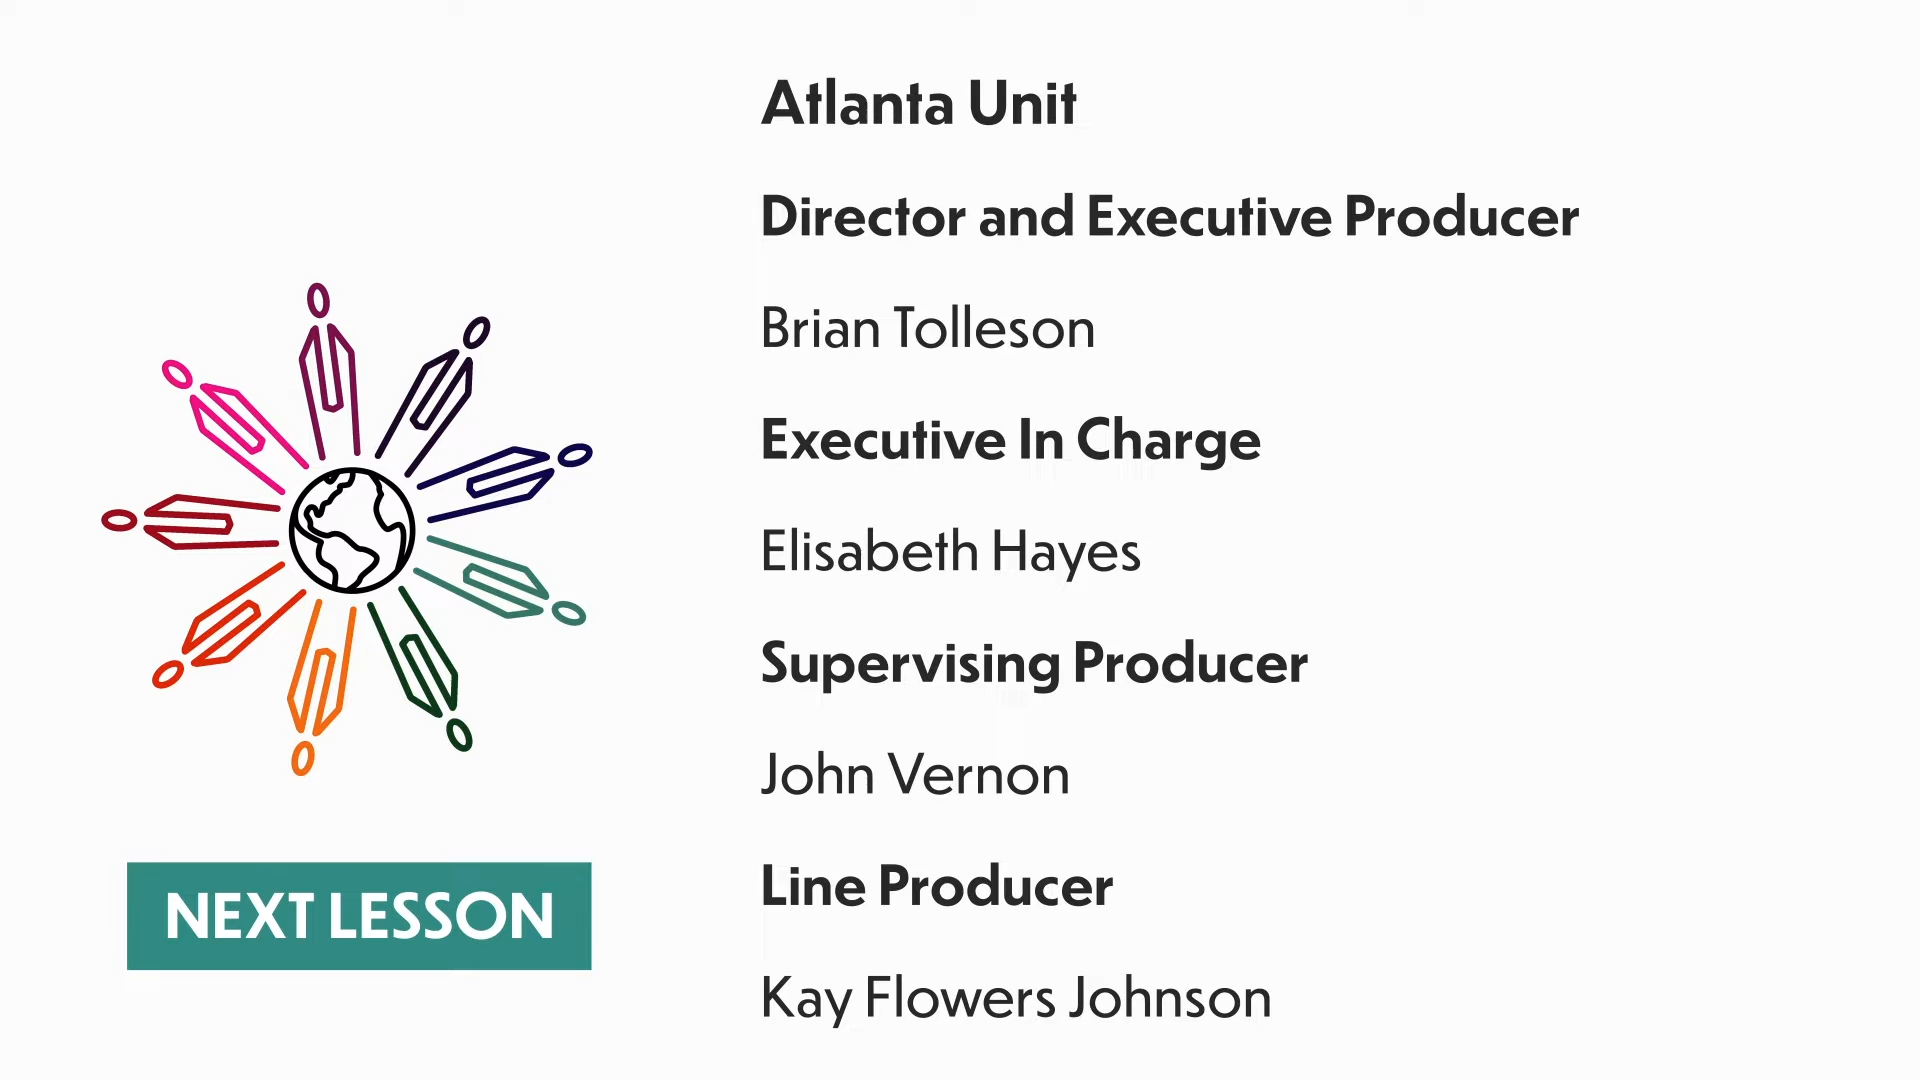 Atlanta Unit
Director and Executive Producer
Brian Tolleson
Executive In Charge
Elisabeth Hayes
Supervising Producer
John Vernon
Line Producer
Kay Flowers Johnson
NEXT LESSON